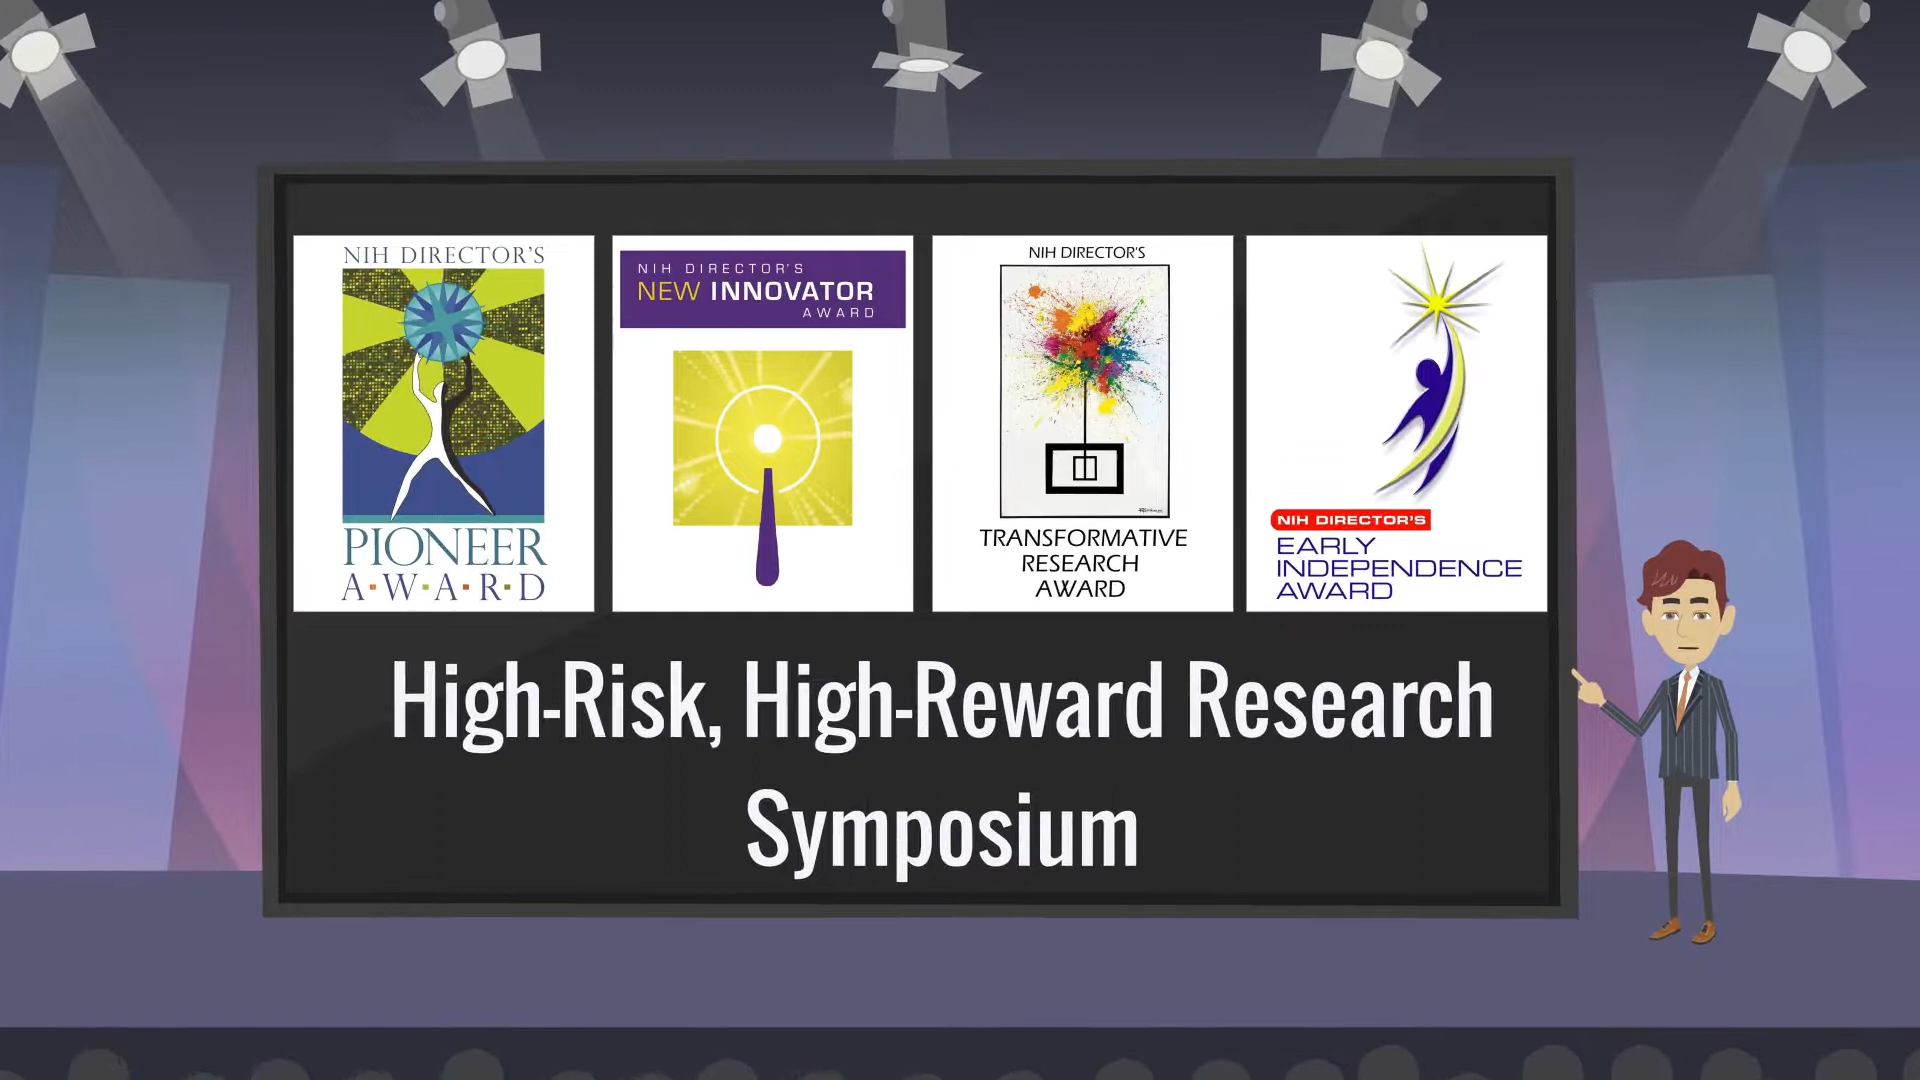 NIH DIRECTOR'S
PIONEER
A·W·A·R·D
NIH DIRECTOR'S
NEW INNOVATOR
AWARD
NIH DIRECTOR'S
TRANSFORMATIVE
RESEARCH
AWARD
NIH DIRECTOR'S
EARLY
INDEPENDENCE
AWARD
High-Risk, High-Reward Research
Symposium